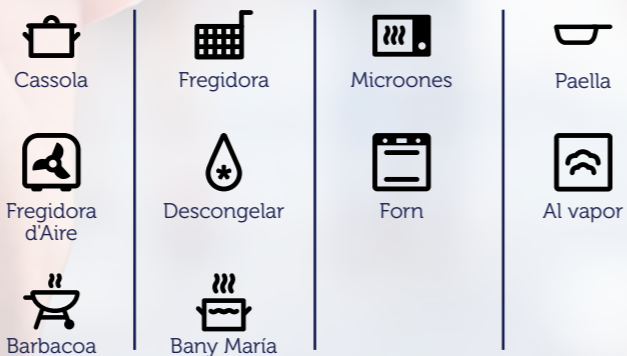 Cassola
Fregidora
Microones
Paella
Fregidora
d'Aire
Descongelar
Forn
Al vapor
Barbacoa
Bany María